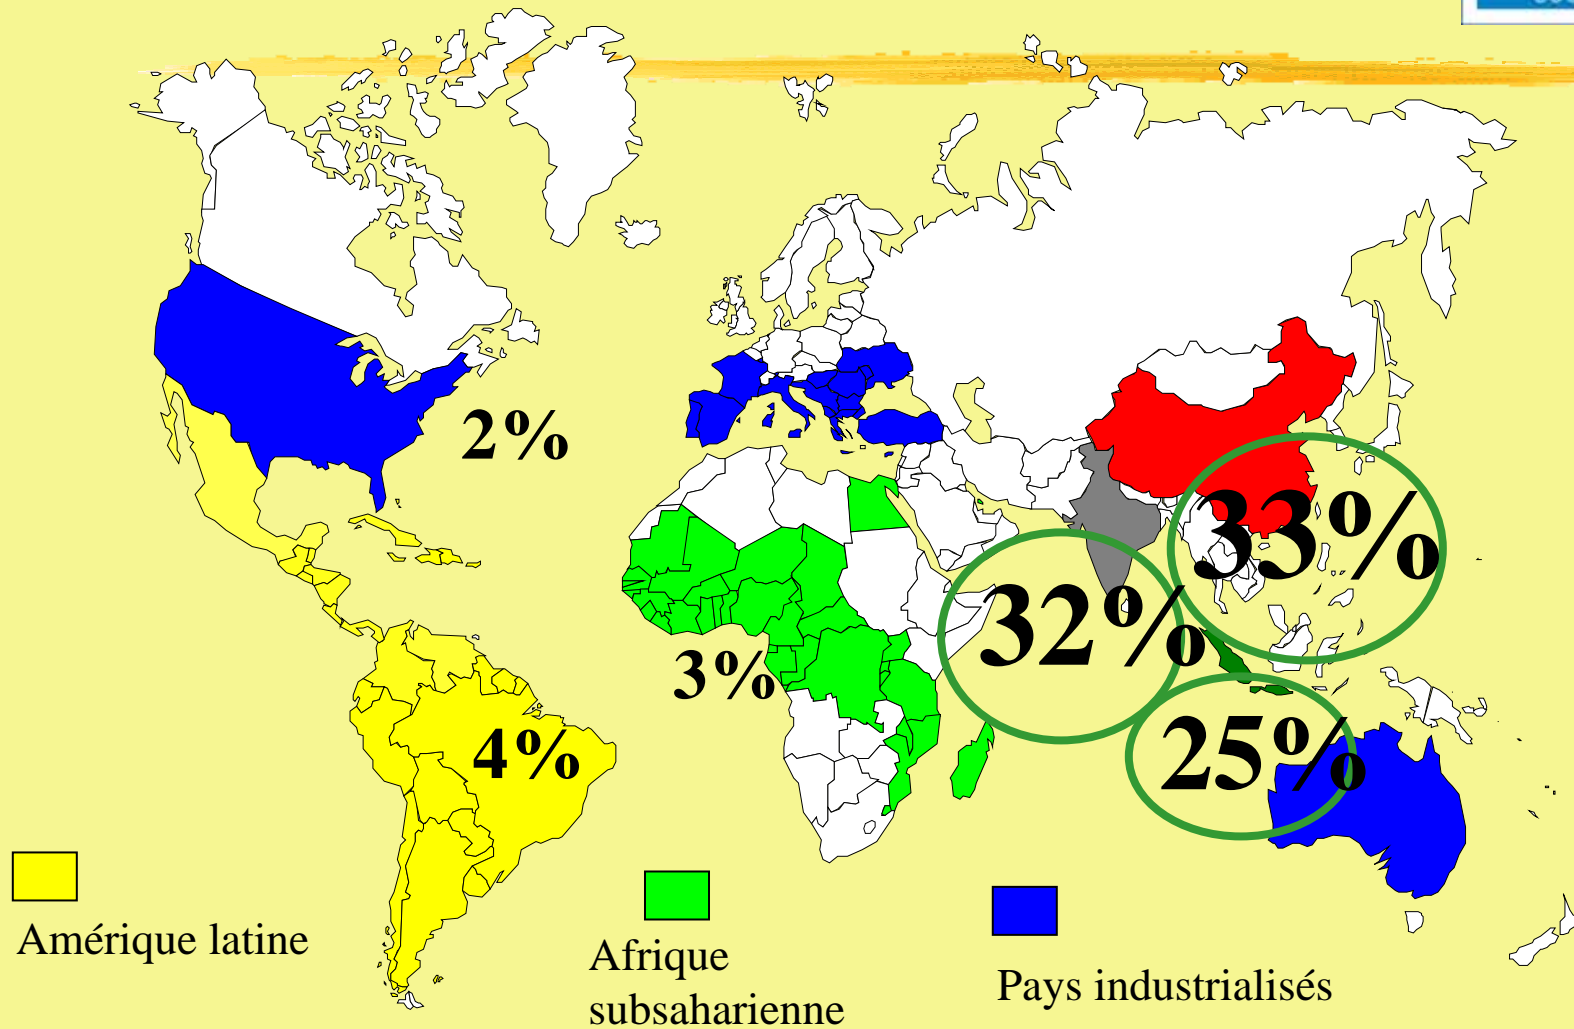 2%
33%
32%
3%
25%
4%
Amérique latine
Afrique
subsaharienne
Pays industrialisés